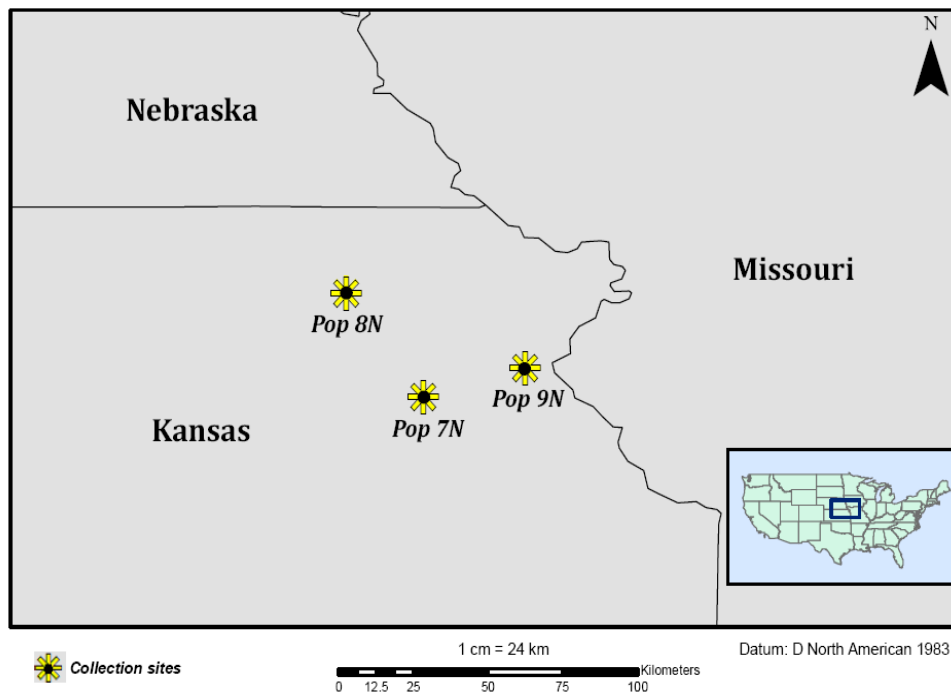 N
Nebraska
Missouri
Pop 8N
Pop 9N
Kansas
Pop 7N
Collection sites
1 cm = 24 km
Datum: D North American 1983
Kilometers
0 12.5 25 50 75 100